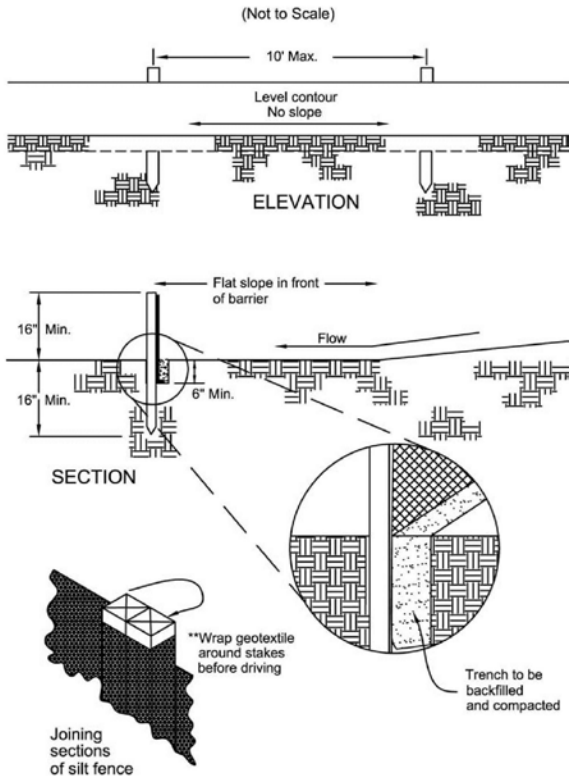 (Not to Scale)
10' Max.
Level contour
No slope
ELEVATION
Flat slope in front
of barrier
16" Min.
Flow
6" Min.
16" Min.
SECTION
**Wrap geotextile
around stakes
before driving
Trench to be
backfilled
and compacted
Joining
sections
of silt fence